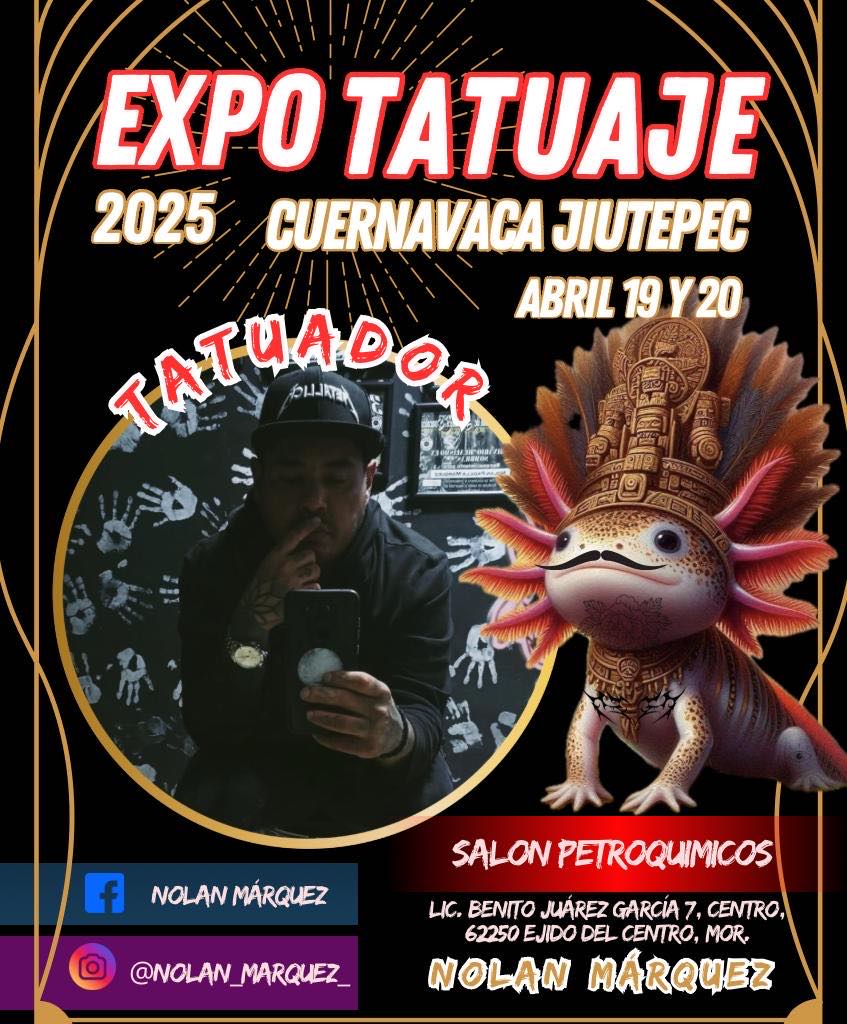 EXPO TATUAJE
2025 CUERNAVACA JIUTEPEC
ABRIL 19 Y 20
TATUADOR
METALLICA
SALON PETROQUIMICOS
LIC. BENITO JUÁREZ GARCÍA 7, CENTRO,
62250 EJIDO DEL CENTRO, MOR.
NOLAN MÁRQUEZ
NOLAN MÁRQUEZ
@NOLAN_MARQUEZ_